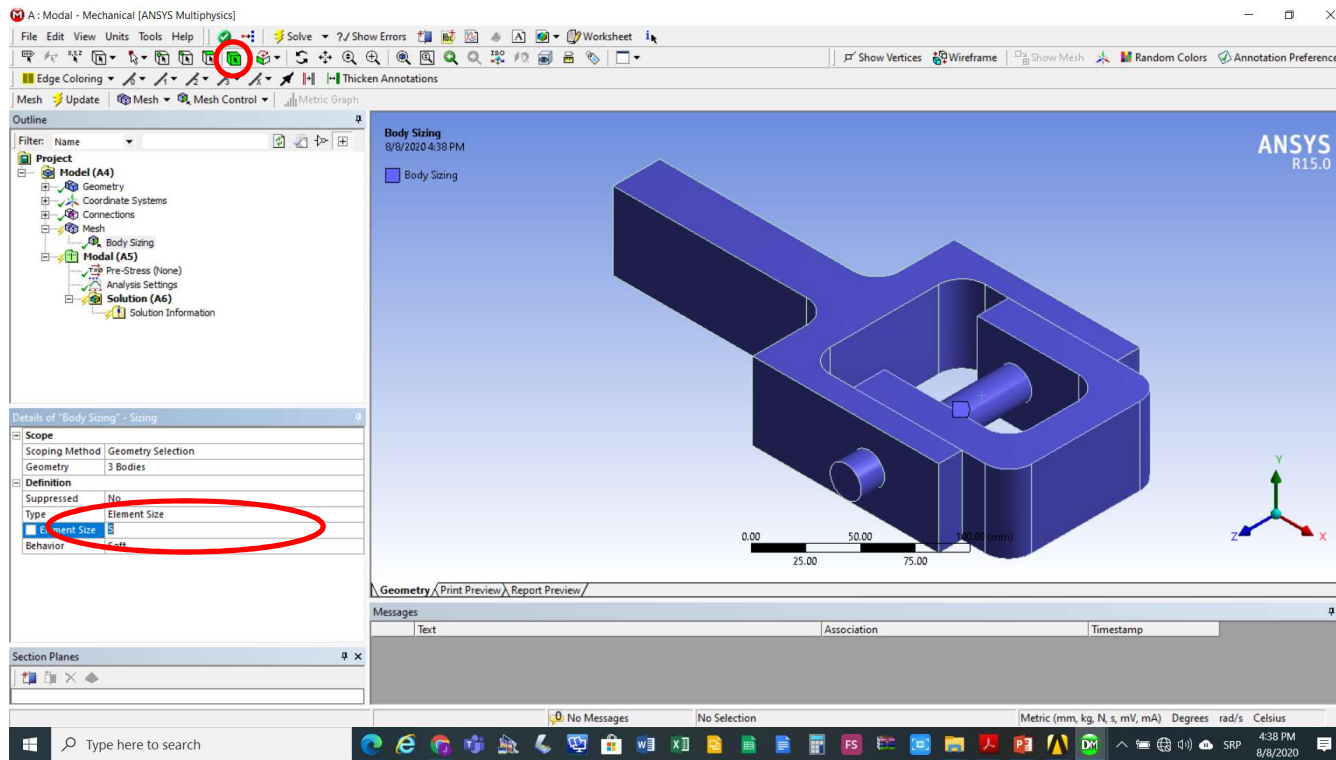 A : Modal - Mechanical [ANSYS Multiphysics]
File Edit View Units Tools Help Solve ?/ Show Errors Worksheet
Show Vertices Wireframe Show Mesh Random Colors Annotation Preference
Edge Coloring Thicken Annotations
Mesh Update Mesh Mesh Control Metric Graph
Outline
Filter: Name
Project
Model (A4)
Geometry
Coordinate Systems
Connections
Mesh
Body Sizing
Modal (A5)
Pre-Stress (None)
Analysis Settings
Solution (A6)
Solution Information
Details of "Body Sizing" - Sizing
Scope
Scoping Method Geometry Selection
Geometry 3 Bodies
Definition
Suppressed No
Type Element Size
Element Size 5
Behavior Soft
Section Planes
Body Sizing
8/8/2020 4:38 PM
Body Sizing
ANSYS
R15.0
Y
Z X
0.00 50.00 100.00 (mm)
25.00 75.00
Geometry Print Preview Report Preview
Messages
Text Association Timestamp
0 No Messages No Selection Metric (mm, kg, N, s, mV, mA) Degrees rad/s Celsius
Type here to search
SRP
4:38 PM
8/8/2020